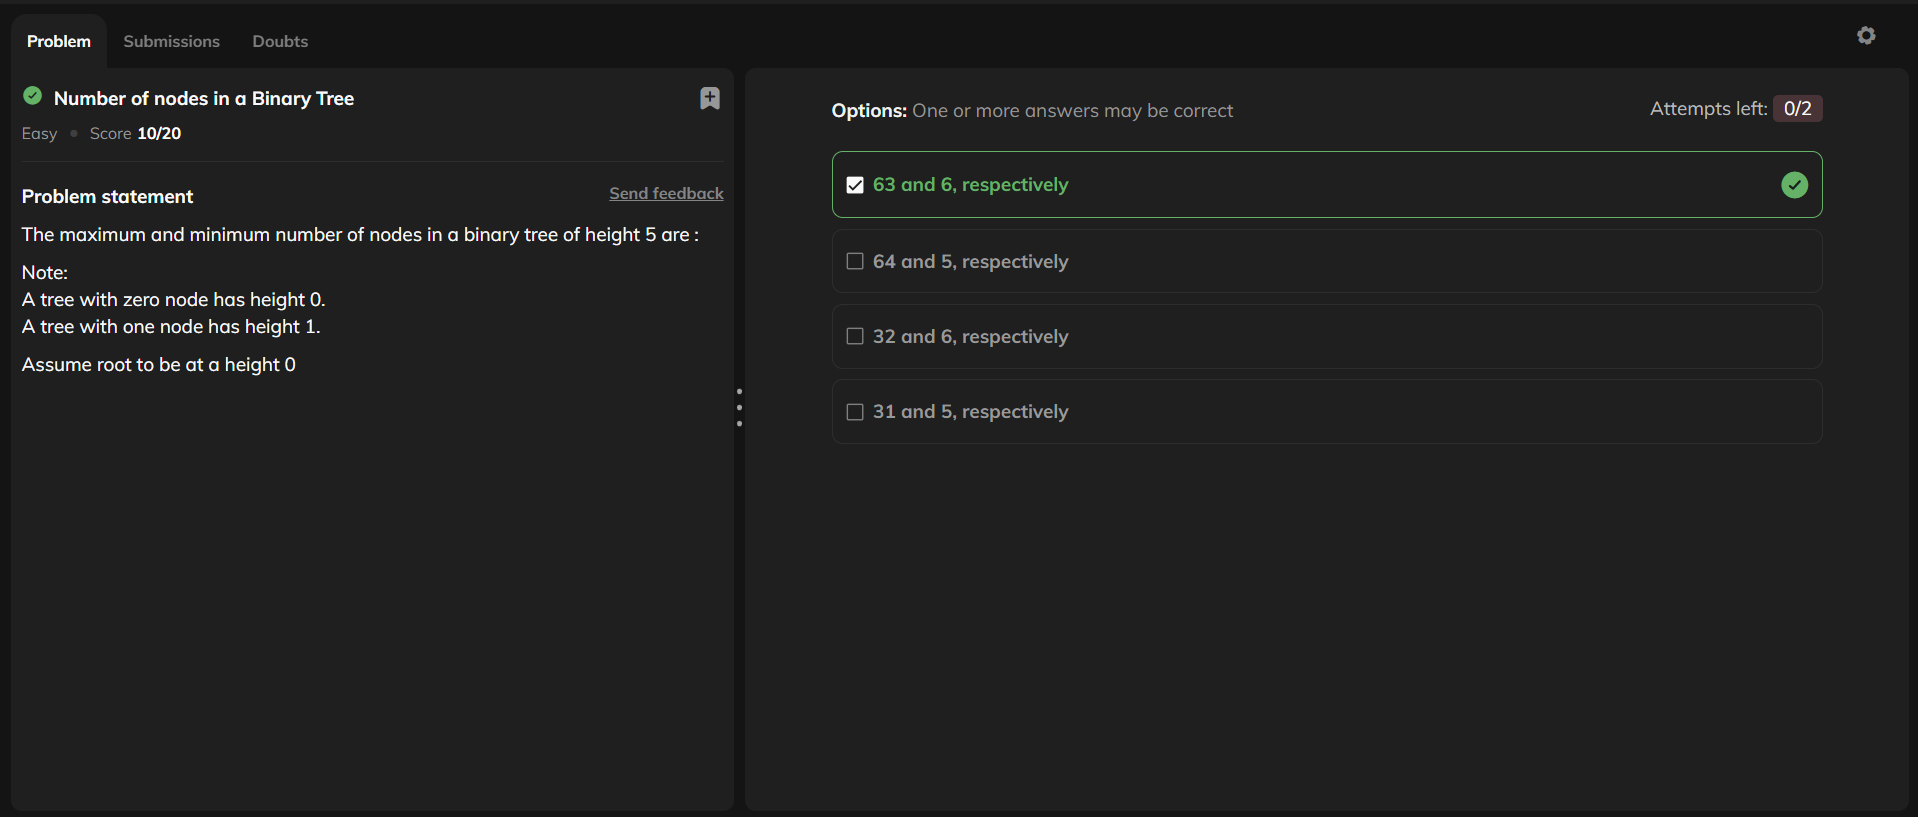 Problem
Submissions
Doubts
Number of nodes in a Binary Tree
Easy • Score 10/20
Problem statement
Send feedback
The maximum and minimum number of nodes in a binary tree of height 5 are :
Note:
A tree with zero node has height 0.
A tree with one node has height 1.
Assume root to be at a height 0
Options: One or more answers may be correct
Attempts left: 0/2
63 and 6, respectively
64 and 5, respectively
32 and 6, respectively
31 and 5, respectively